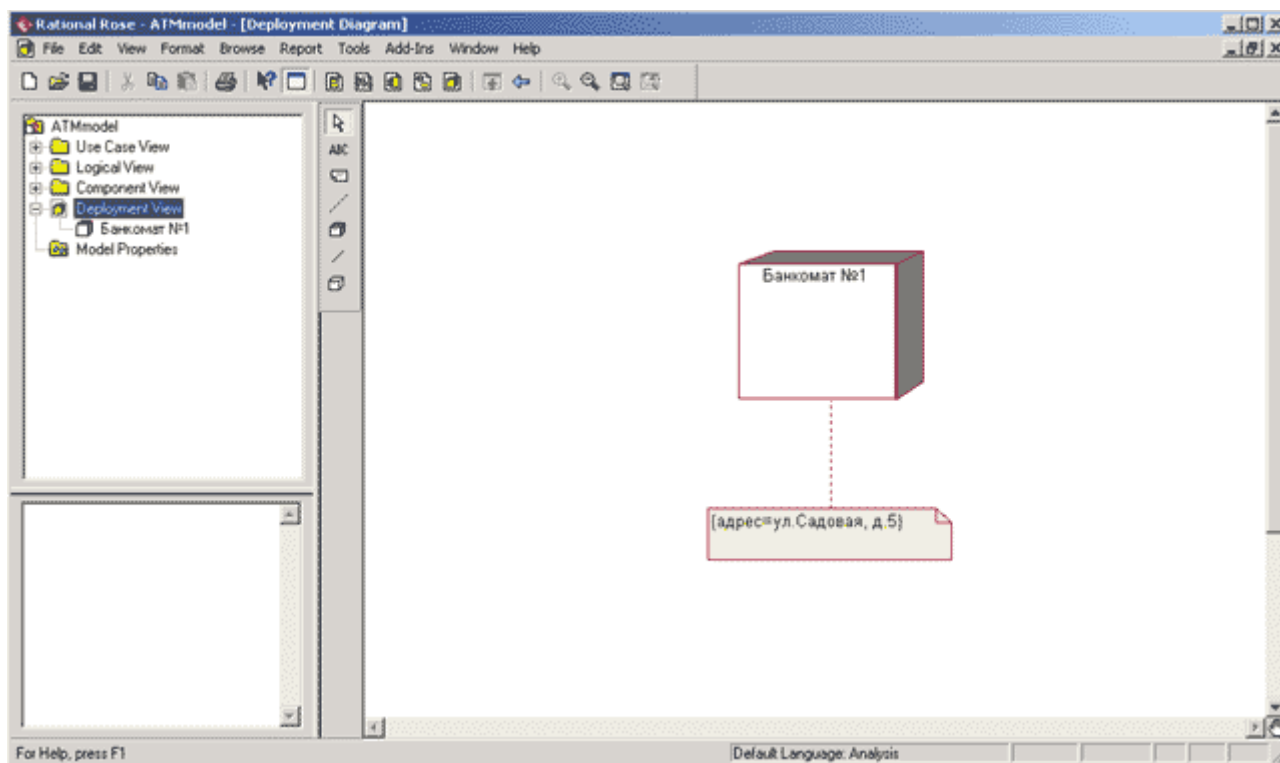 Rational Rose - ATMmodel - [Deployment Diagram]
File Edit View Format Browse Report Tools Add-Ins Window Help
ATMmodel
Use Case View
Logical View
Component View
Deployment View
Банкомат №1
Model Properties
ABC
Банкомат №1
{адрес=ул.Садовая, д.5}
For Help, press F1
Default Language: Analysis